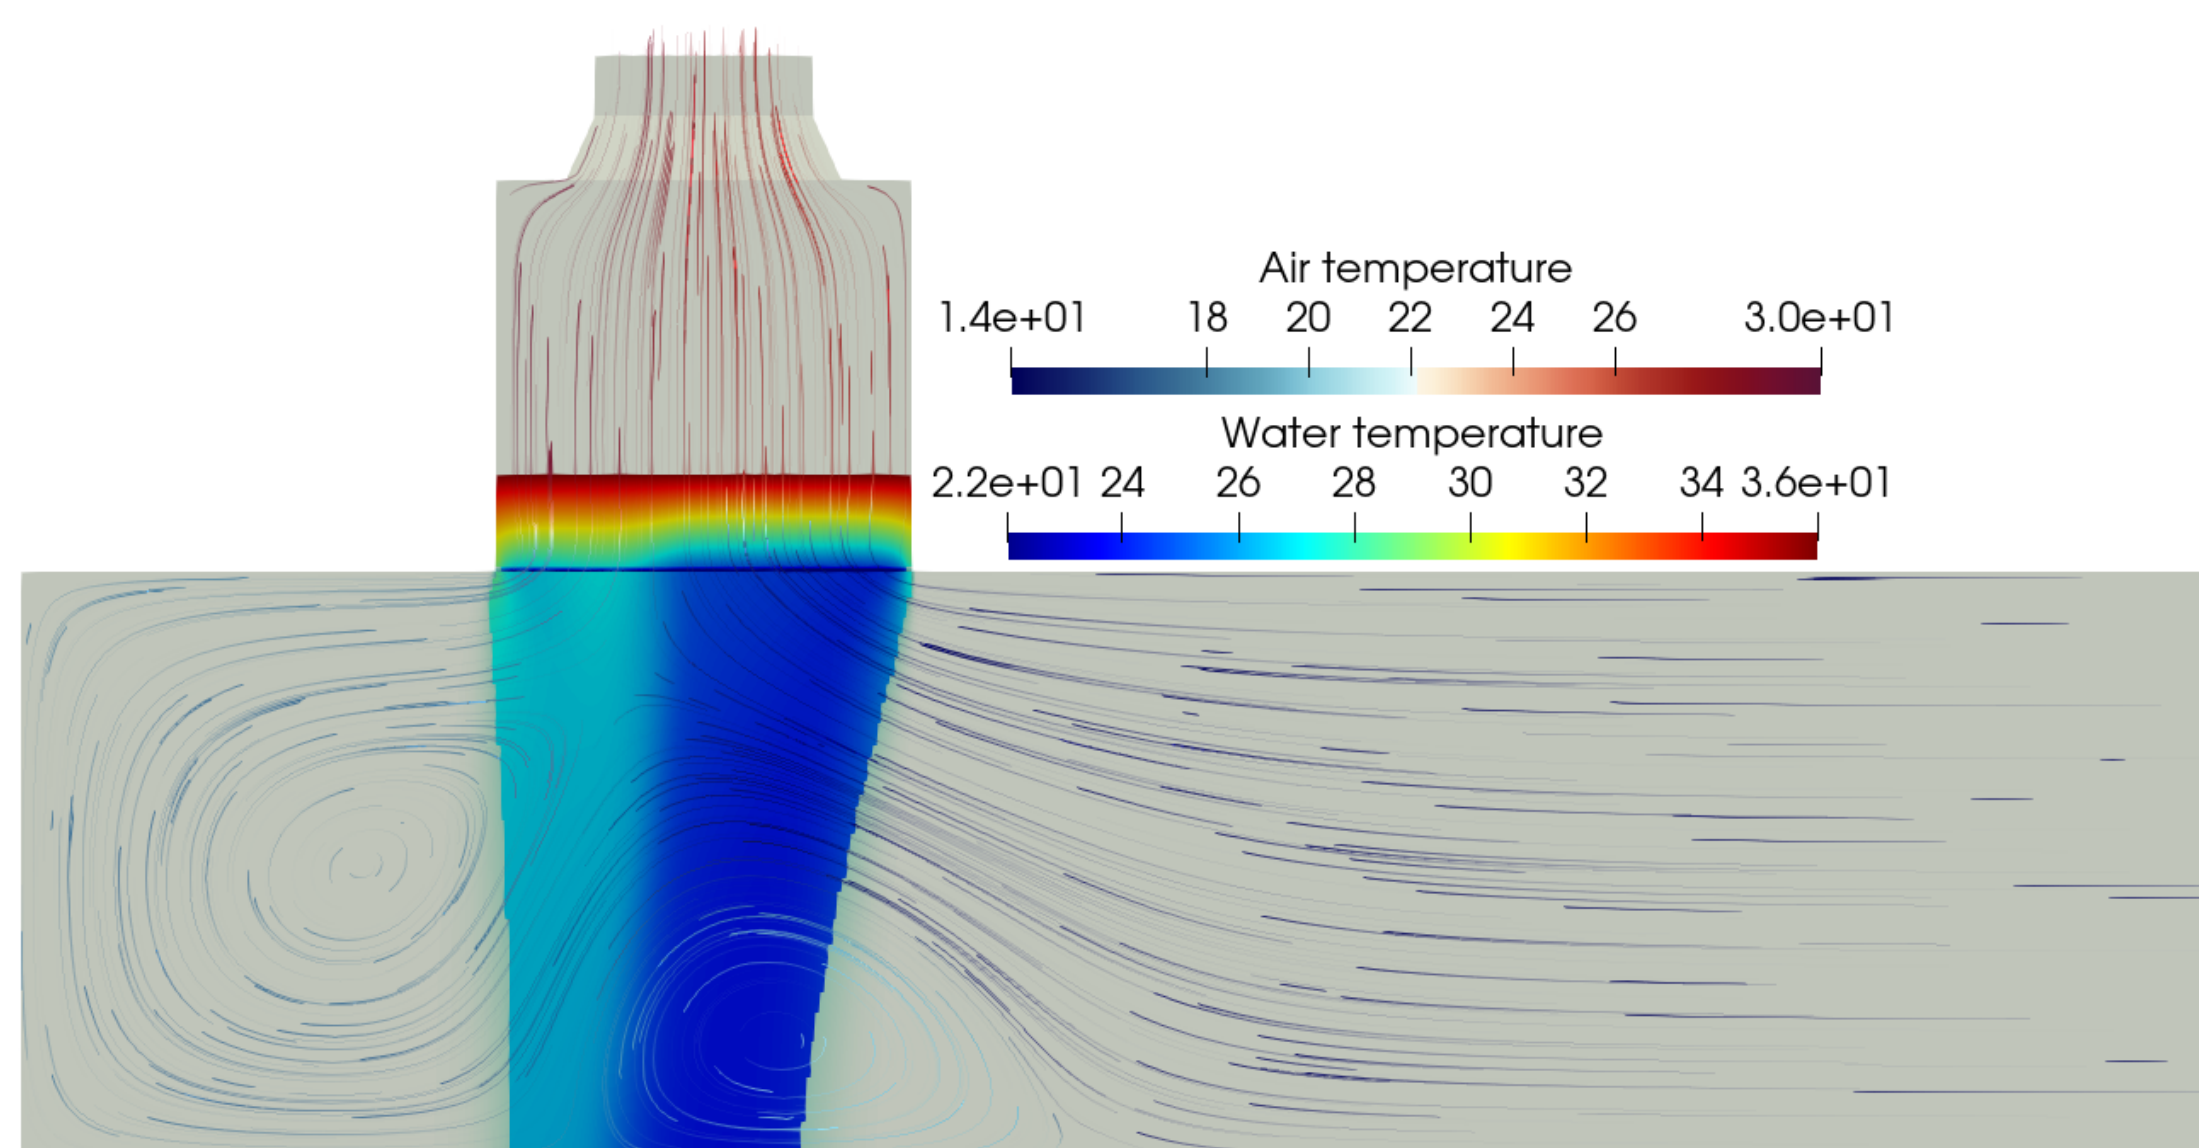 Air temperature
1.4e+01 18 20 22 24 26 3.0e+01
Water temperature
2.2e+01 24 26 28 30 32 34 3.6e+01